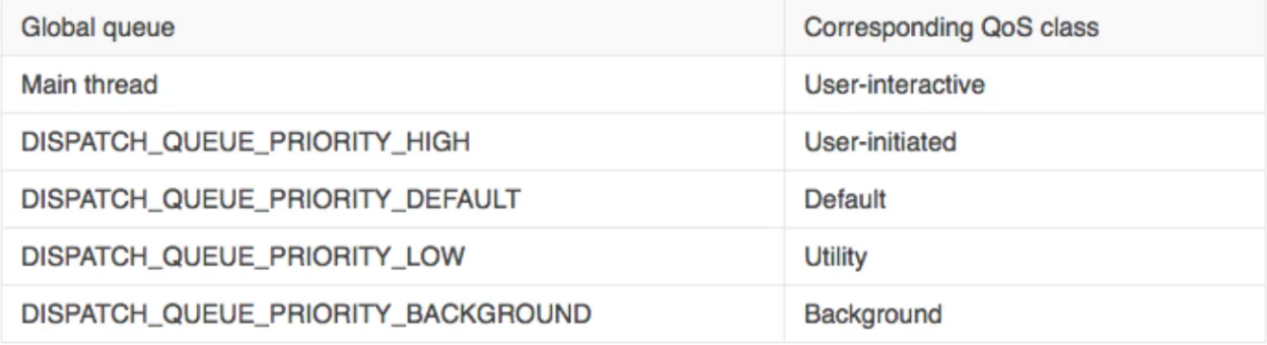 Global queue Corresponding QoS class
Main thread User-interactive
DISPATCH_QUEUE_PRIORITY_HIGH User-initiated
DISPATCH_QUEUE_PRIORITY_DEFAULT Default
DISPATCH_QUEUE_PRIORITY_LOW Utility
DISPATCH_QUEUE_PRIORITY_BACKGROUND Background